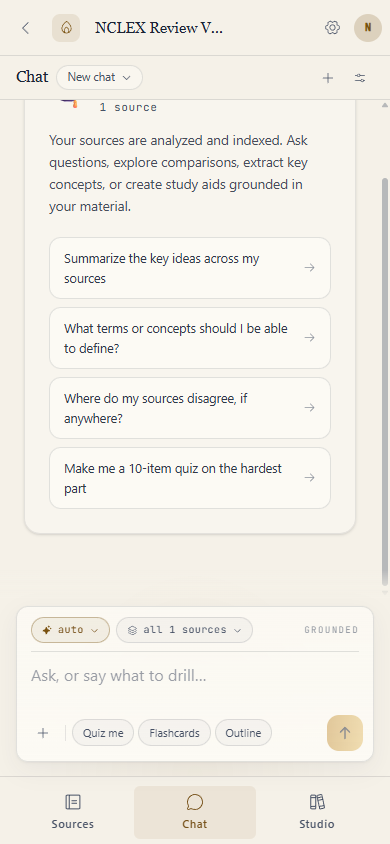 NCLEX Review V...
N
Chat
New chat
1 source
Your sources are analyzed and indexed. Ask
questions, explore comparisons, extract key
concepts, or create study aids grounded in
your material.
Summarize the key ideas across my
sources
What terms or concepts should I be able
to define?
Where do my sources disagree, if
anywhere?
Make me a 10-item quiz on the hardest
part
auto
all 1 sources
GROUNDED
Ask, or say what to drill...
Quiz me
Flashcards
Outline
Sources
Chat
Studio